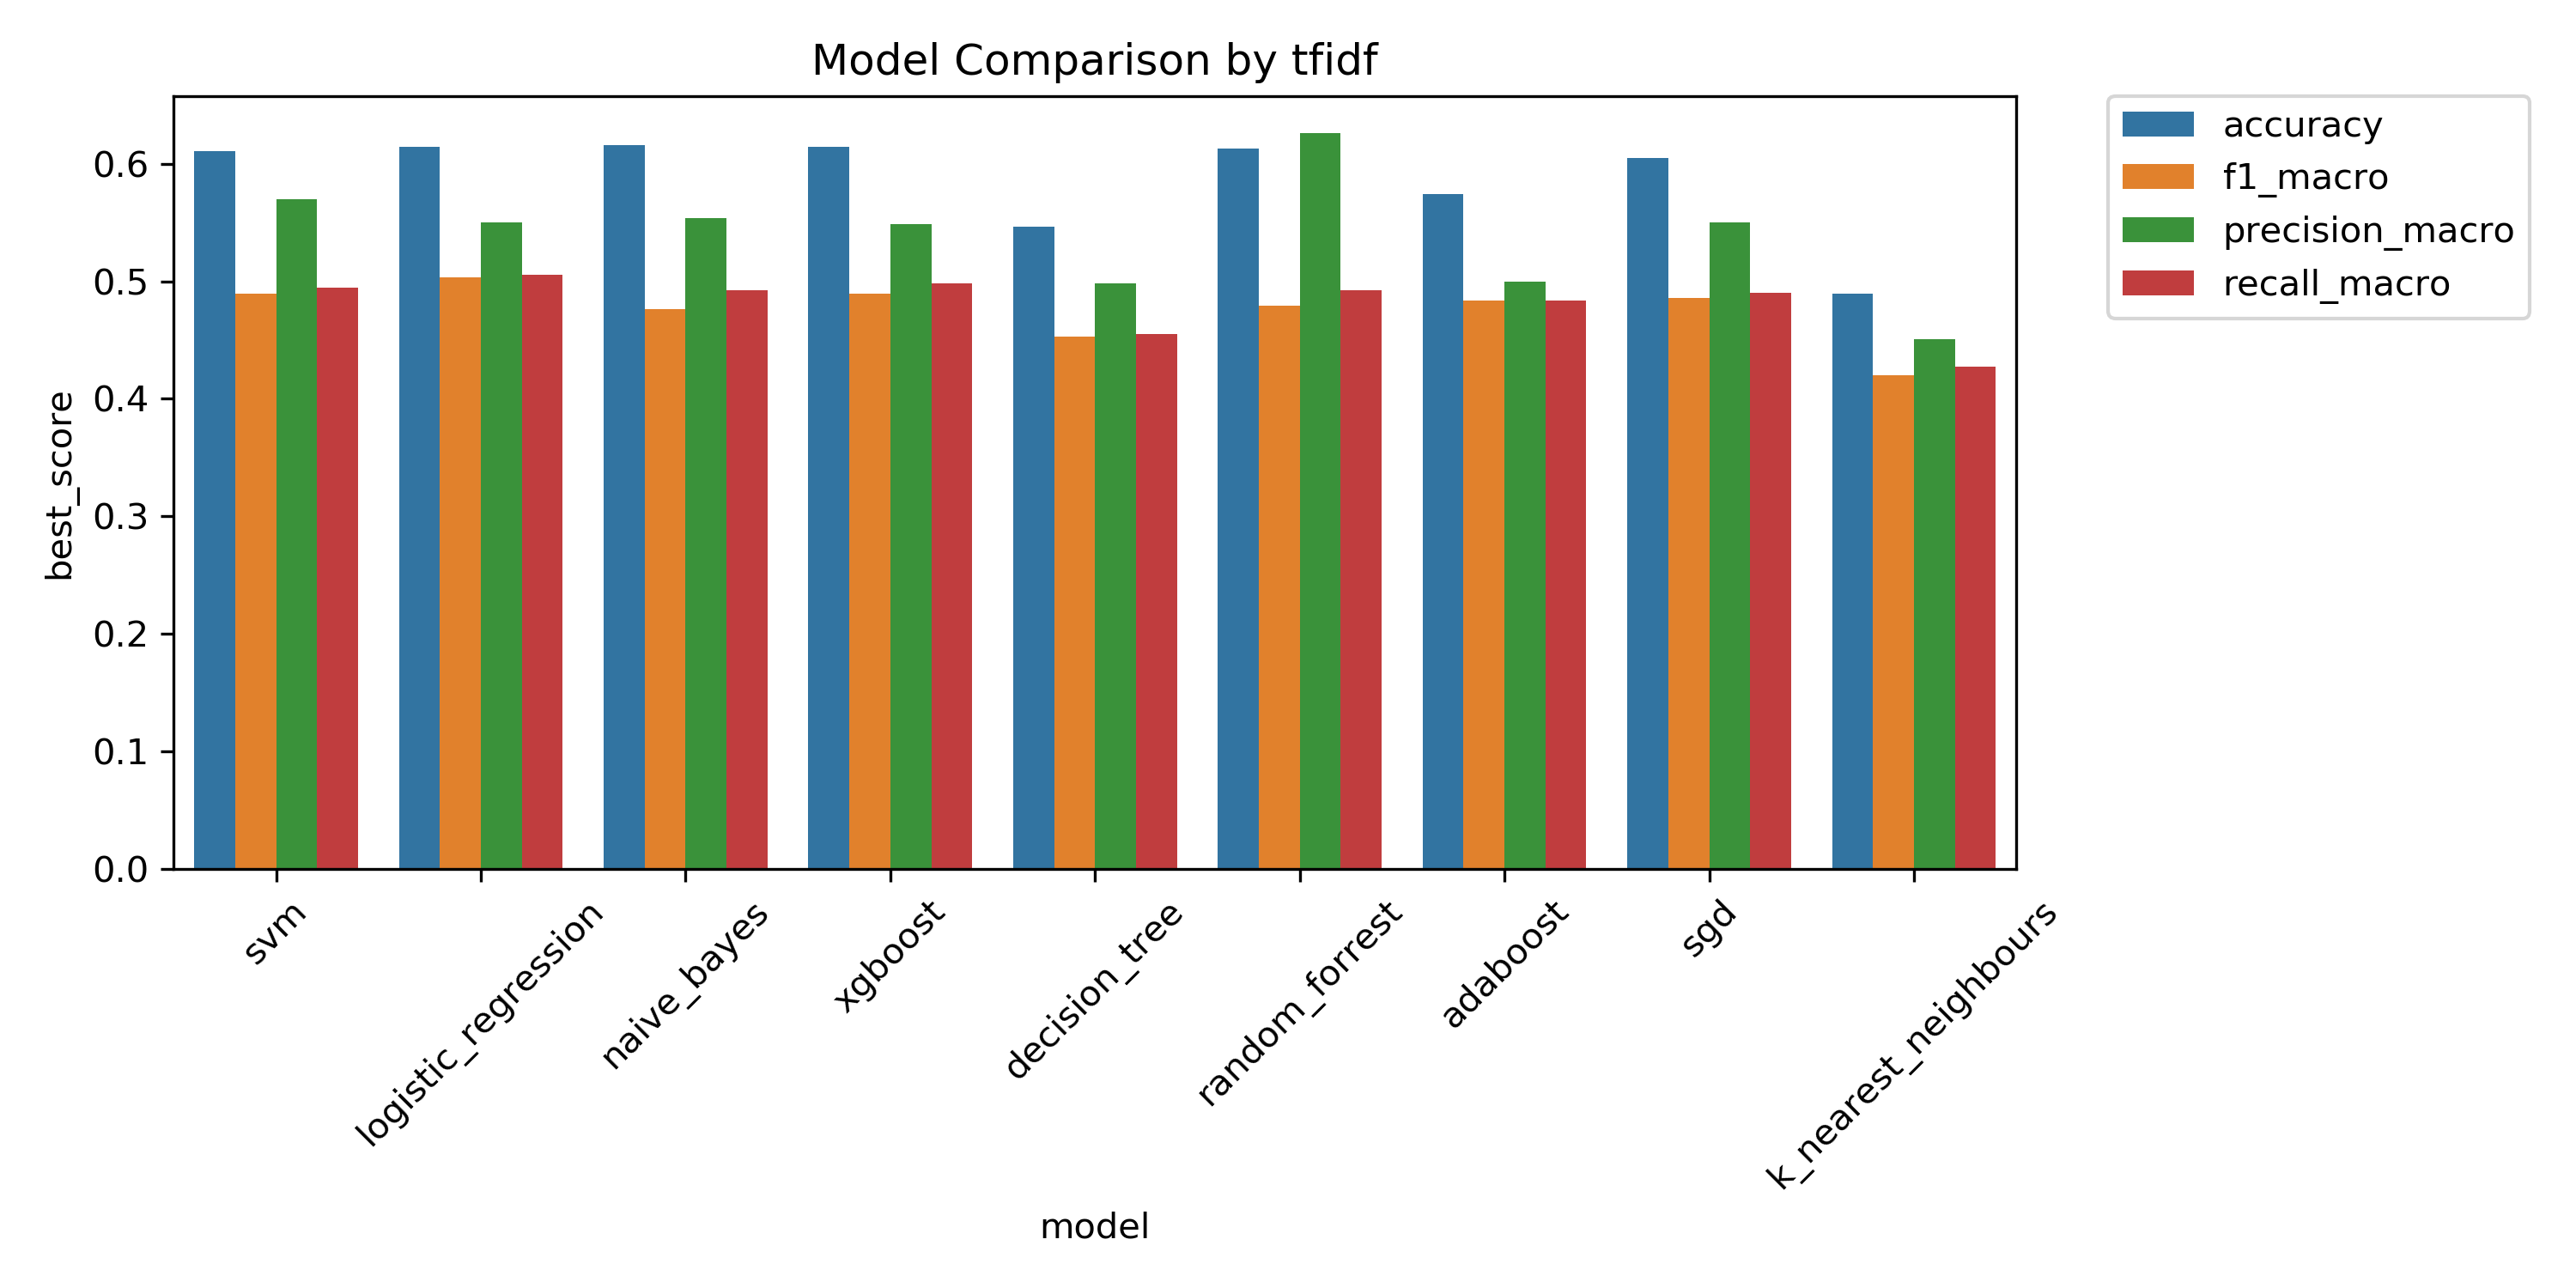 Model Comparison by tfidf
accuracy
f1_macro
precision_macro
recall_macro
best_score
0.6
0.5
0.4
0.3
0.2
0.1
0.0
svm
logistic_regression
naive_bayes
xgboost
decision_tree
random_forrest
adaboost
sgd
k_nearest_neighbours
model